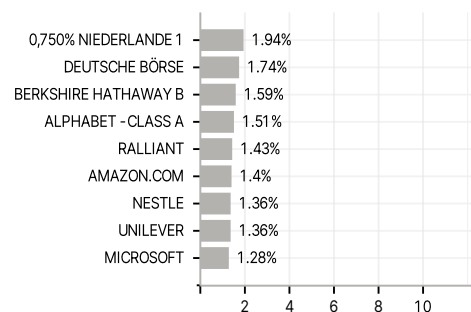 0,750% NIEDERLANDE 1 1.94%
DEUTSCHE BÖRSE 1.74%
BERKSHIRE HATHAWAY B 1.59%
ALPHABET - CLASS A 1.51%
RALLIANT 1.43%
AMAZON.COM 1.4%
NESTLE 1.36%
UNILEVER 1.36%
MICROSOFT 1.28%
2 4 6 8 10